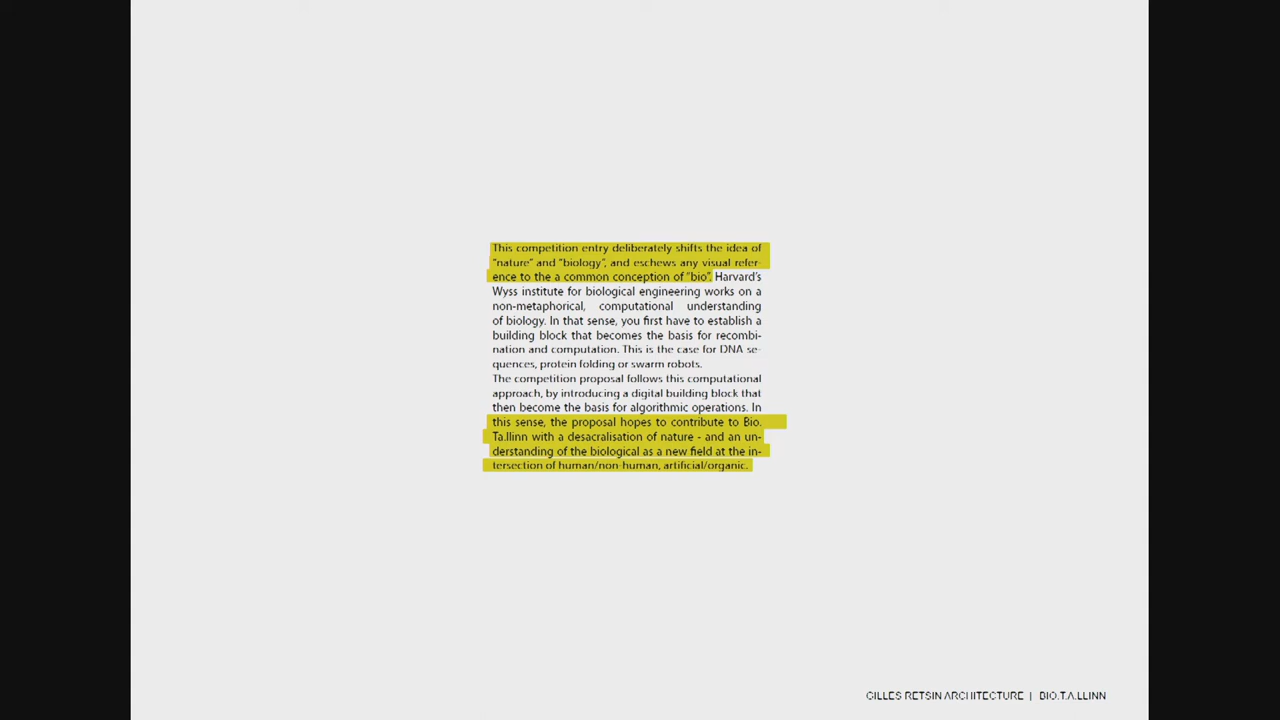 This competition entry deliberately shifts the idea of
“nature” and “biology”, and eschews any visual refer-
ence to the a common conception of “bio”. Harvard’s
Wyss institute for biological engineering works on a
non-metaphorical, computational understanding
of biology. In that sense, you first have to establish a
building block that becomes the basis for recombi-
nation and computation. This is the case for DNA se-
quences, protein folding or swarm robots.
The competition proposal follows this computational
approach, by introducing a digital building block that
then become the basis for algorithmic operations. In
this sense, the proposal hopes to contribute to Bio.
Ta.llinn with a desacralisation of nature - and an un-
derstanding of the biological as a new field at the in-
tersection of human/non-human, artificial/organic.
GILLES RETSIN ARCHITECTURE | BIO.T.A.LLINN